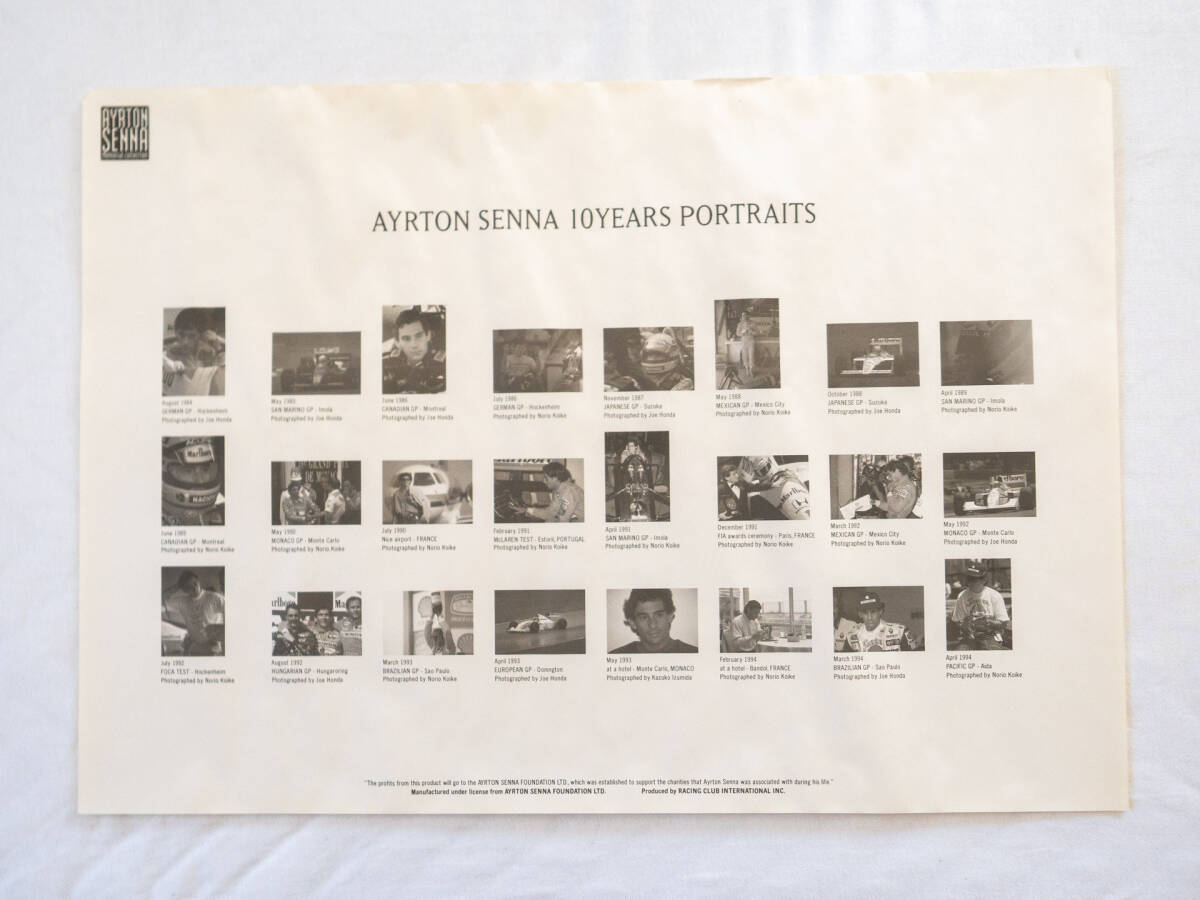 AYRTON
SENNA
AYRTON SENNA 10YEARS PORTRAITS
August 1984
GERMAN GP - Hockenheim
Photographed by Joe Honda
May 1985
SAN MARINO GP - Imola
Photographed by Joe Honda
June 1986
CANADIAN GP - Montreal
Photographed by Joe Honda
July 1986
GERMAN GP - Hockenheim
Photographed by Norio Koike
November 1987
JAPANESE GP - Suzuka
Photographed by Joe Honda
May 1988
MEXICAN GP - Mexico City
Photographed by Norio Koike
October 1988
JAPANESE GP - Suzuka
Photographed by Joe Honda
April 1989
SAN MARINO GP - Imola
Photographed by Norio Koike
Marlboro
June 1989
CANADIAN GP - Montreal
Photographed by Norio Koike
May 1990
MONACO GP - Monte Carlo
Photographed by Joe Honda
July 1990
Nice airport - FRANCE
Photographed by Norio Koike
February 1991
McLAREN TEST - Estoril, PORTUGAL
Photographed by Norio Koike
April 1991
SAN MARINO GP - Imola
Photographed by Norio Koike
December 1991
FIA awards ceremony - Paris, FRANCE
Photographed by Norio Koike
March 1992
MEXICAN GP - Mexico City
Photographed by Norio Koike
May 1992
MONACO GP - Monte Carlo
Photographed by Joe Honda
July 1992
FOCA TEST - Hockenheim
Photographed by Norio Koike
August 1992
HUNGARIAN GP - Hungaroring
Photographed by Joe Honda
March 1993
BRAZILIAN GP - Sao Paulo
Photographed by Norio Koike
April 1993
EUROPEAN GP - Donington
Photographed by Joe Honda
May 1993
at a hotel - Monte Carlo, MONACO
Photographed by Kazuko Izumida
February 1994
at a hotel - Bandol, FRANCE
Photographed by Norio Koike
March 1994
BRAZILIAN GP - Sao Paulo
Photographed by Joe Honda
April 1994
PACIFIC GP - Aida
Photographed by Norio Koike
"The profits from this product will go to the AYRTON SENNA FOUNDATION LTD., which was established to support the charities that Ayrton Senna was associated with during his life."
Manufactured under license from AYRTON SENNA FOUNDATION LTD. Produced by RACING CLUB INTERNATIONAL INC.